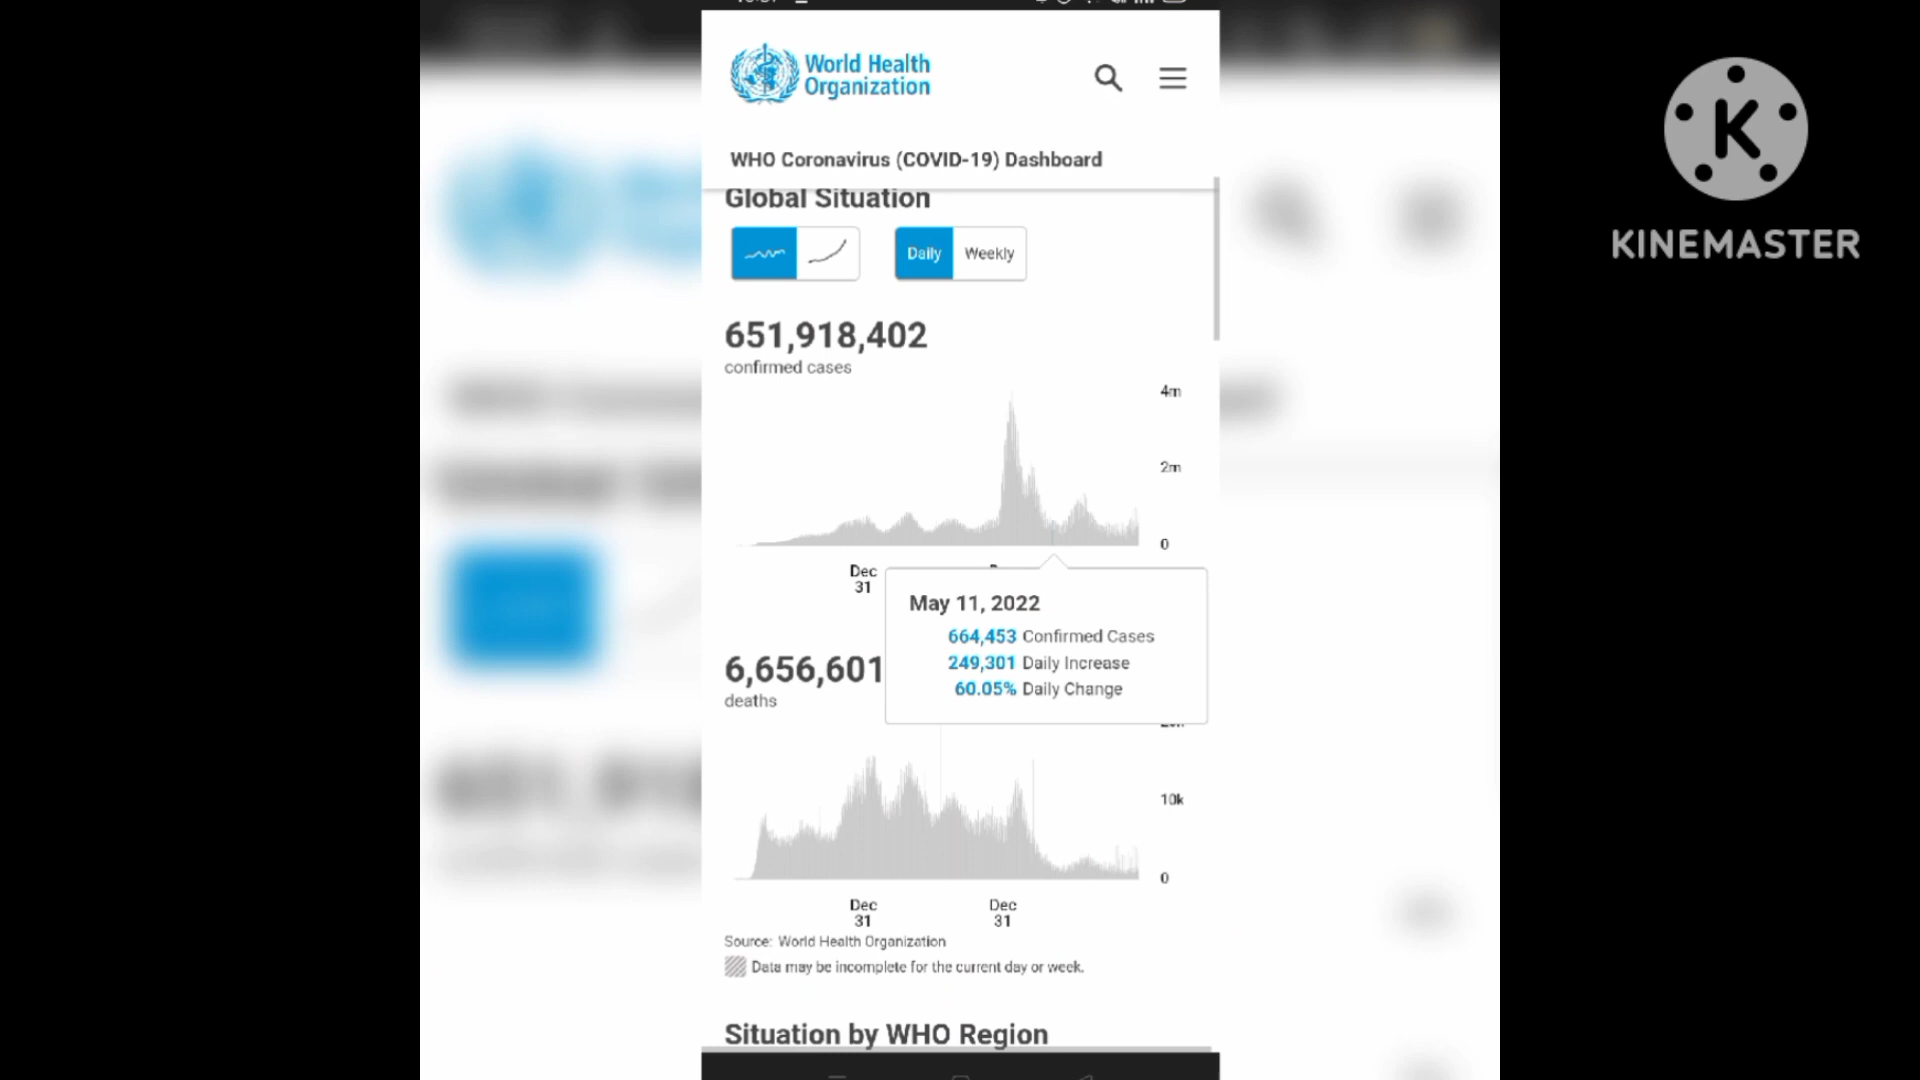 World Health
Organization
K
KINEMASTER
WHO Coronavirus (COVID-19) Dashboard
Global Situation
Daily Weekly
651,918,402
confirmed cases
4m
2m
0
Dec
31
May 11, 2022
664,453 Confirmed Cases
249,301 Daily Increase
60.05% Daily Change
6,656,601
deaths
10k
0
Dec
31
Dec
31
Source: World Health Organization
Data may be incomplete for the current day or week.
Situation by WHO Region